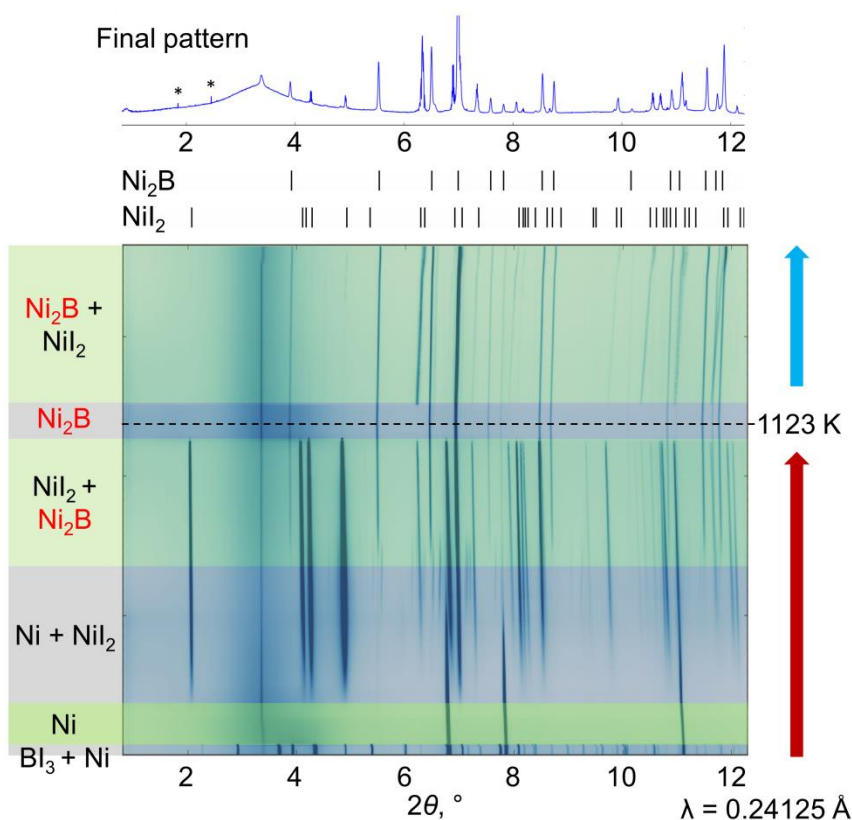 Final pattern
* *
2 4 6 8 10 12
Ni₂B
NiI₂
Ni₂B +
NiI₂
Ni₂B
1123 K
NiI₂ +
Ni₂B
Ni + NiI₂
Ni
BI₃ + Ni
2 4 6 8 10 12
2θ, °
λ = 0.24125 Å